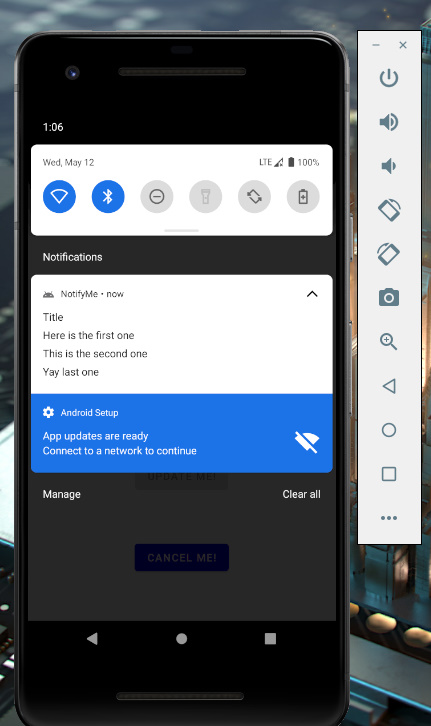 1:06
Wed, May 12 LTE 100%
Notifications
NotifyMe • now
Title
Here is the first one
This is the second one
Yay last one
Android Setup
App updates are ready
Connect to a network to continue
UPDATE ME!
Manage Clear all
CANCEL ME!